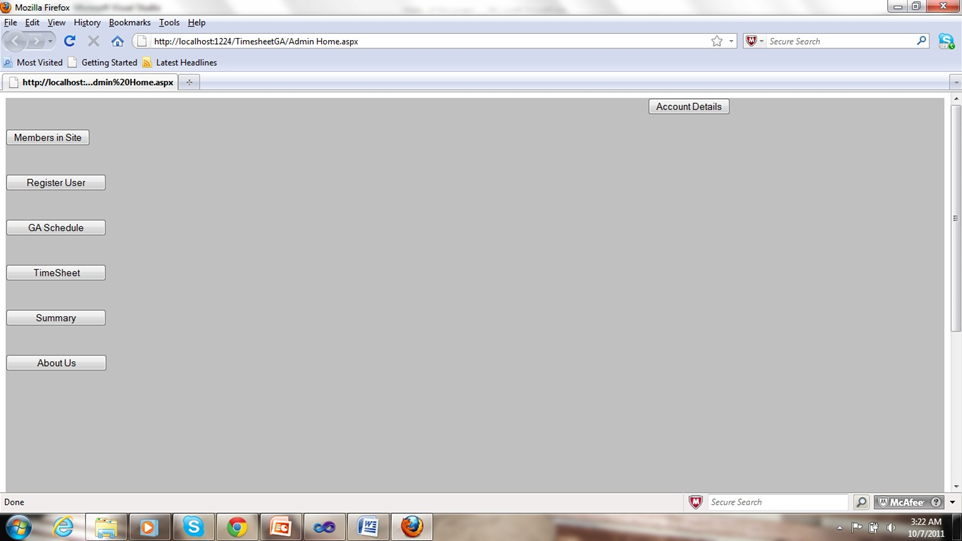 Mozilla Firefox
File Edit View History Bookmarks Tools Help
http://localhost:1224/TimesheetGA/Admin Home.aspx
Secure Search
Most Visited Getting Started Latest Headlines
http://localhost:...dmin%20Home.aspx
Account Details
Members in Site
Register User
GA Schedule
TimeSheet
Summary
About Us
Done
Secure Search
McAfee
3:22 AM
10/7/2011